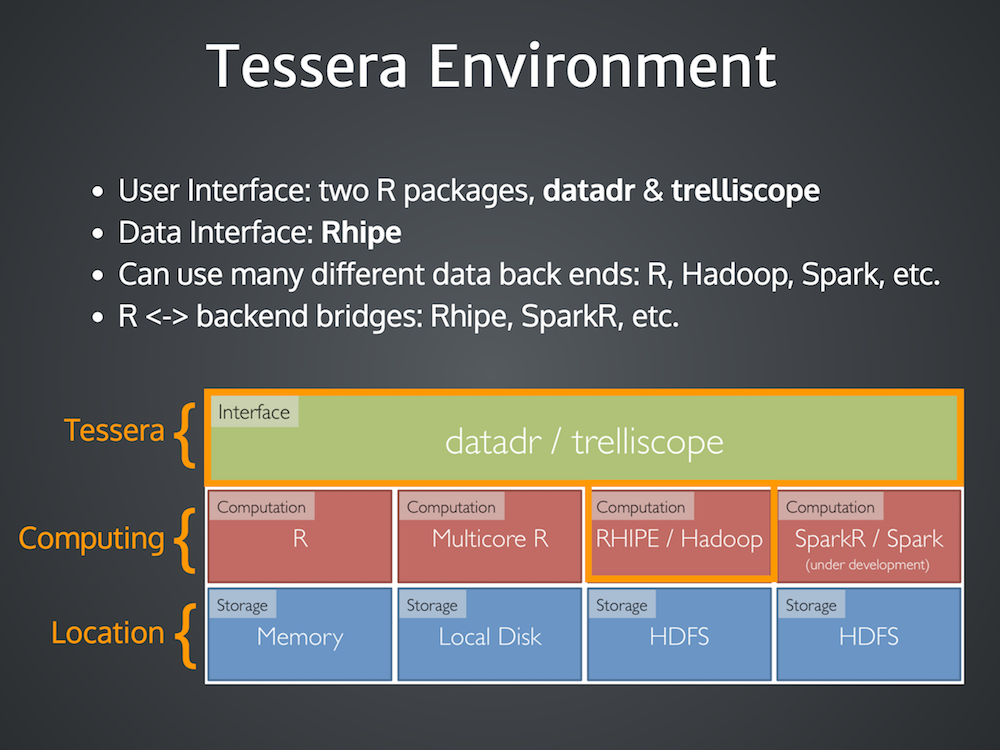 Tessera Environment
• User Interface: two R packages, datadr & trelliscope
• Data Interface: Rhipe
• Can use many different data back ends: R, Hadoop, Spark, etc.
• R <-> backend bridges: Rhipe, SparkR, etc.
Tessera {
Interface
datadr / trelliscope
Computing {
Computation
R
Computation
Multicore R
Computation
RHIPE / Hadoop
Computation
SparkR / Spark
(under development)
Location {
Storage
Memory
Storage
Local Disk
Storage
HDFS
Storage
HDFS